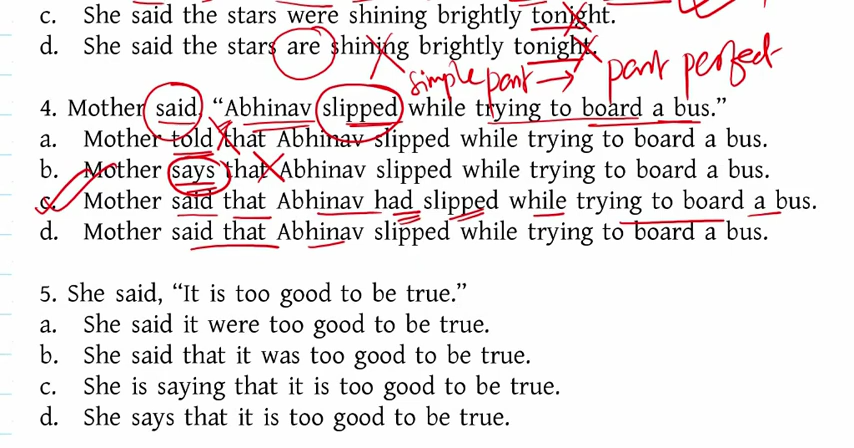 c. She said the stars were shining brightly tonight.
d. She said the stars are shining brightly tonight.
simple past → past perfect
4. Mother said, “Abhinav slipped while trying to board a bus.”
a. Mother told that Abhinav slipped while trying to board a bus.
b. Mother says that Abhinav slipped while trying to board a bus.
c. Mother said that Abhinav had slipped while trying to board a bus.
d. Mother said that Abhinav slipped while trying to board a bus.
5. She said, “It is too good to be true.”
a. She said it were too good to be true.
b. She said that it was too good to be true.
c. She is saying that it is too good to be true.
d. She says that it is too good to be true.